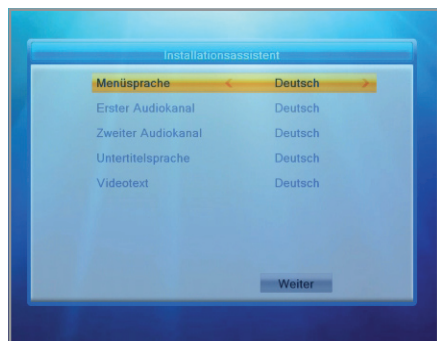 Installationsassistent
Menüsprache < Deutsch >
Erster Audiokanal Deutsch
Zweiter Audiokanal Deutsch
Untertitelsprache Deutsch
Videotext Deutsch
Weiter